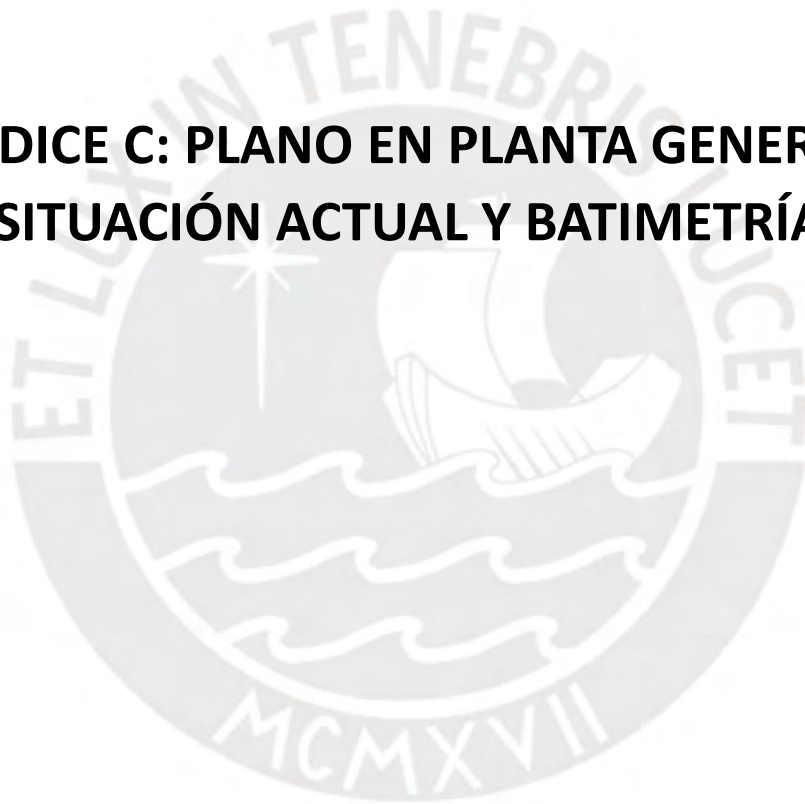 DICE C: PLANO EN PLANTA GENER
SITUACIÓN ACTUAL Y BATIMETRÍA
ET LUX IN TENEBRIS LUCET
MCMXVII